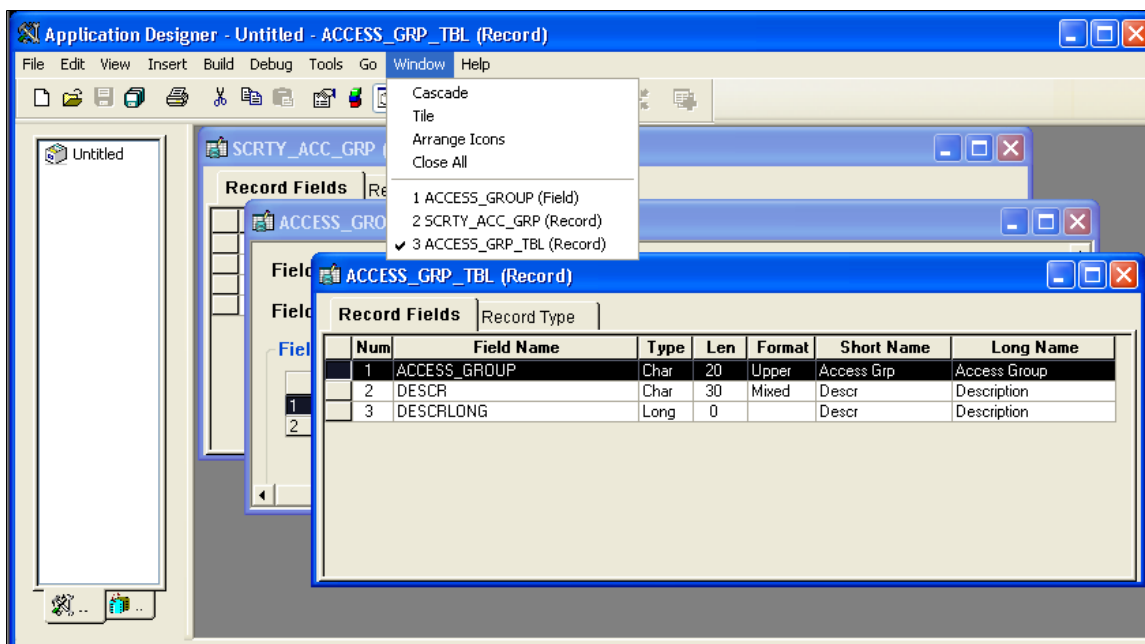 Application Designer - Untitled - ACCESS_GRP_TBL (Record)
File Edit View Insert Build Debug Tools Go Window Help
Cascade
Tile
Arrange Icons
Close All
1 ACCESS_GROUP (Field)
2 SCRTY_ACC_GRP (Record)
3 ACCESS_GRP_TBL (Record)
Untitled
SCRTY_ACC_GRP (
Record Fields
ACCESS_GRO
1
2
ACCESS_GRP_TBL (Record)
Record Fields Record Type
Num Field Name Type Len Format Short Name Long Name
1 ACCESS_GROUP Char 20 Upper Access Grp Access Group
2 DESCR Char 30 Mixed Descr Description
3 DESCRLONG Long 0 Descr Description